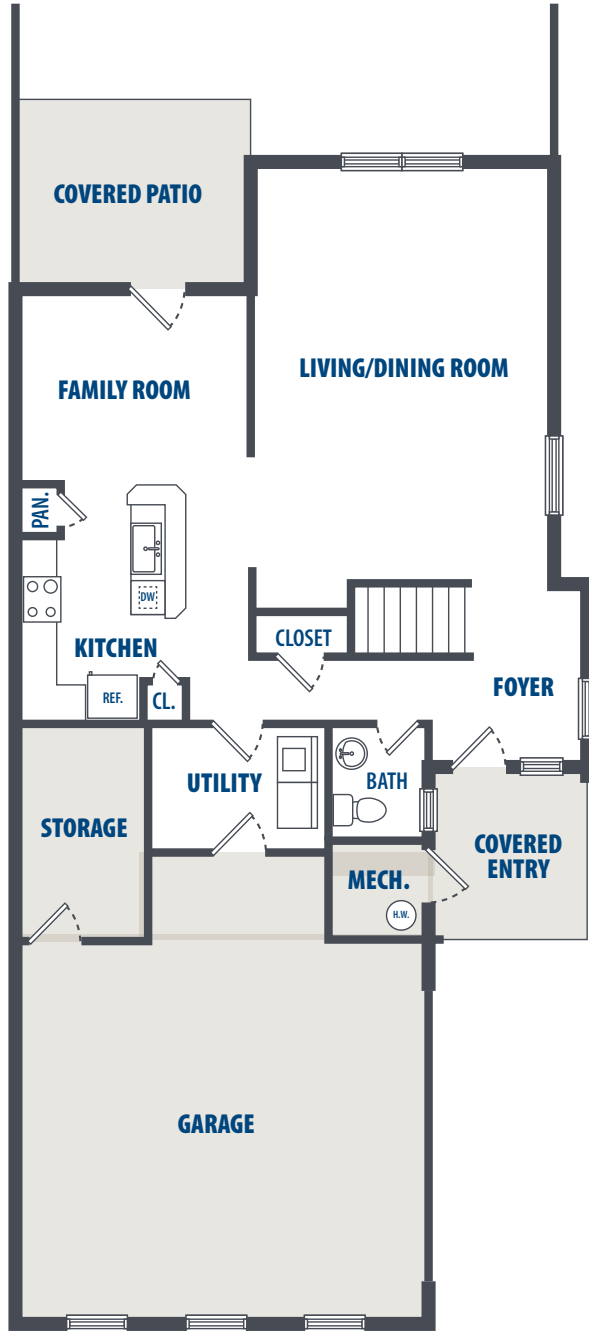 COVERED PATIO
LIVING/DINING ROOM
FAMILY ROOM
PAN.
DW
KITCHEN
CLOSET
REF.
CL.
FOYER
UTILITY
BATH
STORAGE
COVERED
ENTRY
MECH.
H.W.
GARAGE